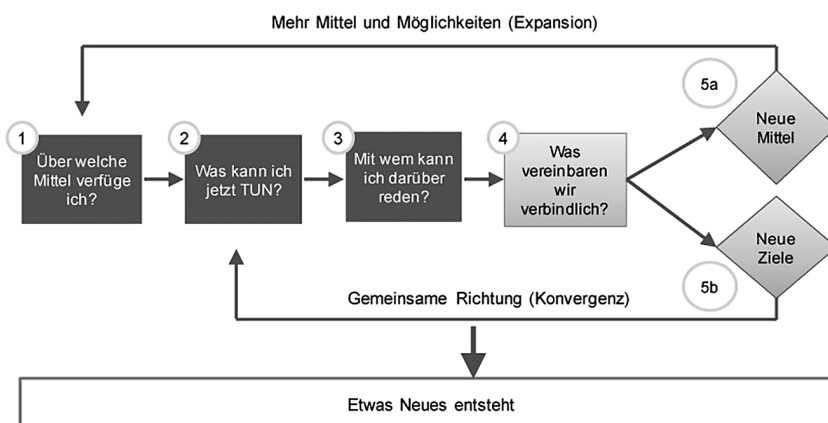 Mehr Mittel und Möglichkeiten (Expansion)
5a
Neue
Mittel
1
Über welche
Mittel verfüge
ich?
2
Was kann ich
jetzt TUN?
3
Mit wem kann
ich darüber
reden?
4
Was
vereinbaren
wir
verbindlich?
Neue
Ziele
5b
Gemeinsame Richtung (Konvergenz)
Etwas Neues entsteht